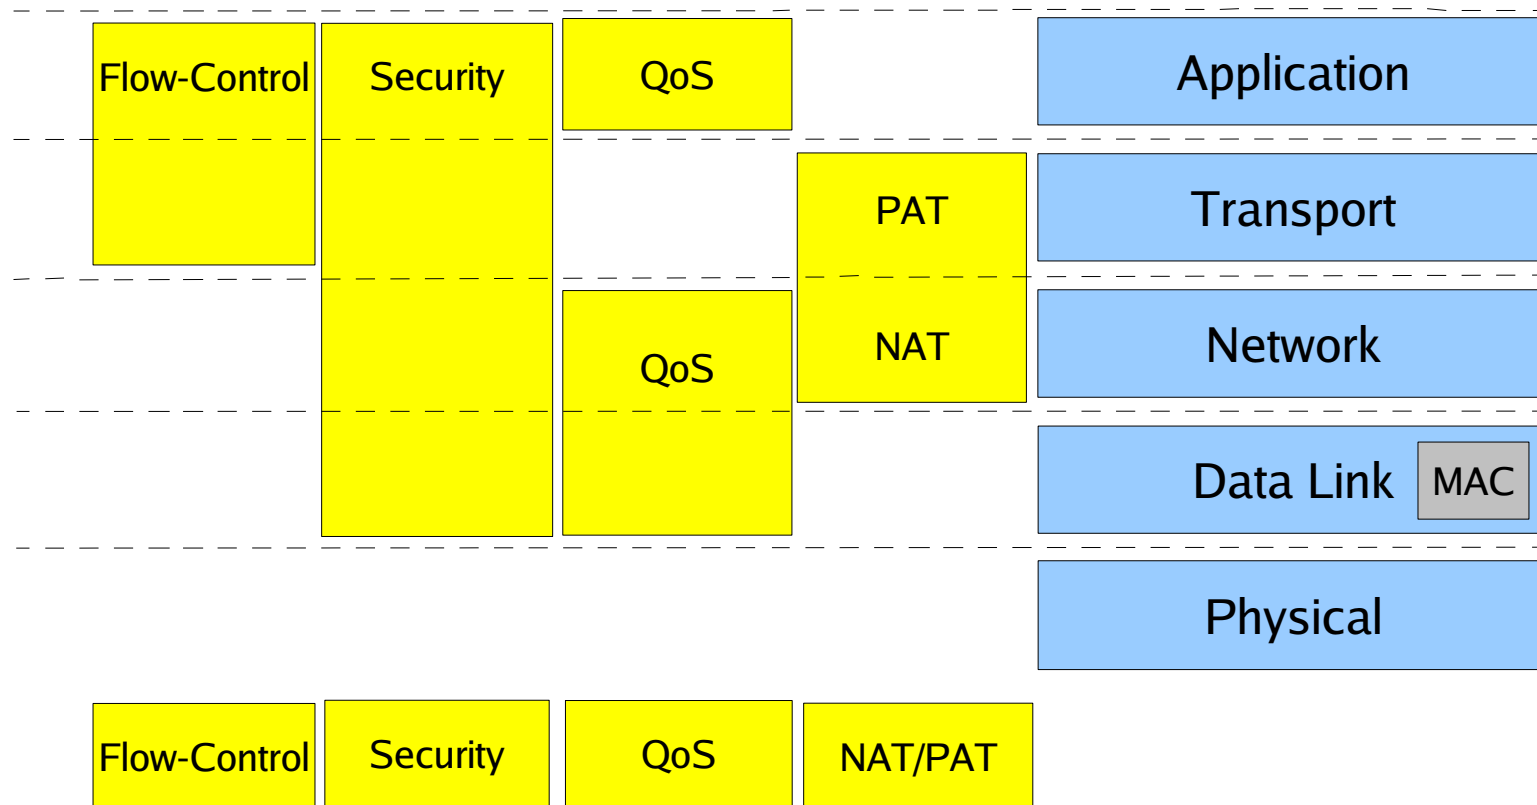 Flow-Control
Security
QoS
Application
PAT
Transport
QoS
NAT
Network
Data Link
MAC
Physical
Flow-Control
Security
QoS
NAT/PAT